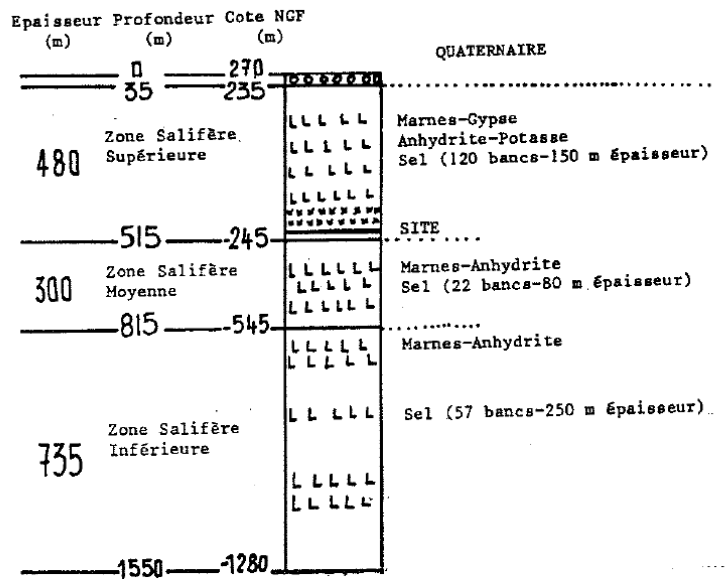 Epaisseur Profondeur Cote NGF
(m) (m) (m)
QUATERNAIRE
0 270
35 235
Marnes-Gypse
Anhydrite-Potasse
Sel (120 bancs-150 m épaisseur)
480 Zone Salifère
Supérieure
SITE
515 -245
Marnes-Anhydrite
Sel (22 bancs-80 m épaisseur)
300 Zone Salifère
Moyenne
815 -545
Marnes-Anhydrite
Sel (57 bancs-250 m épaisseur)
735 Zone Salifère
Inférieure
1550 -1280